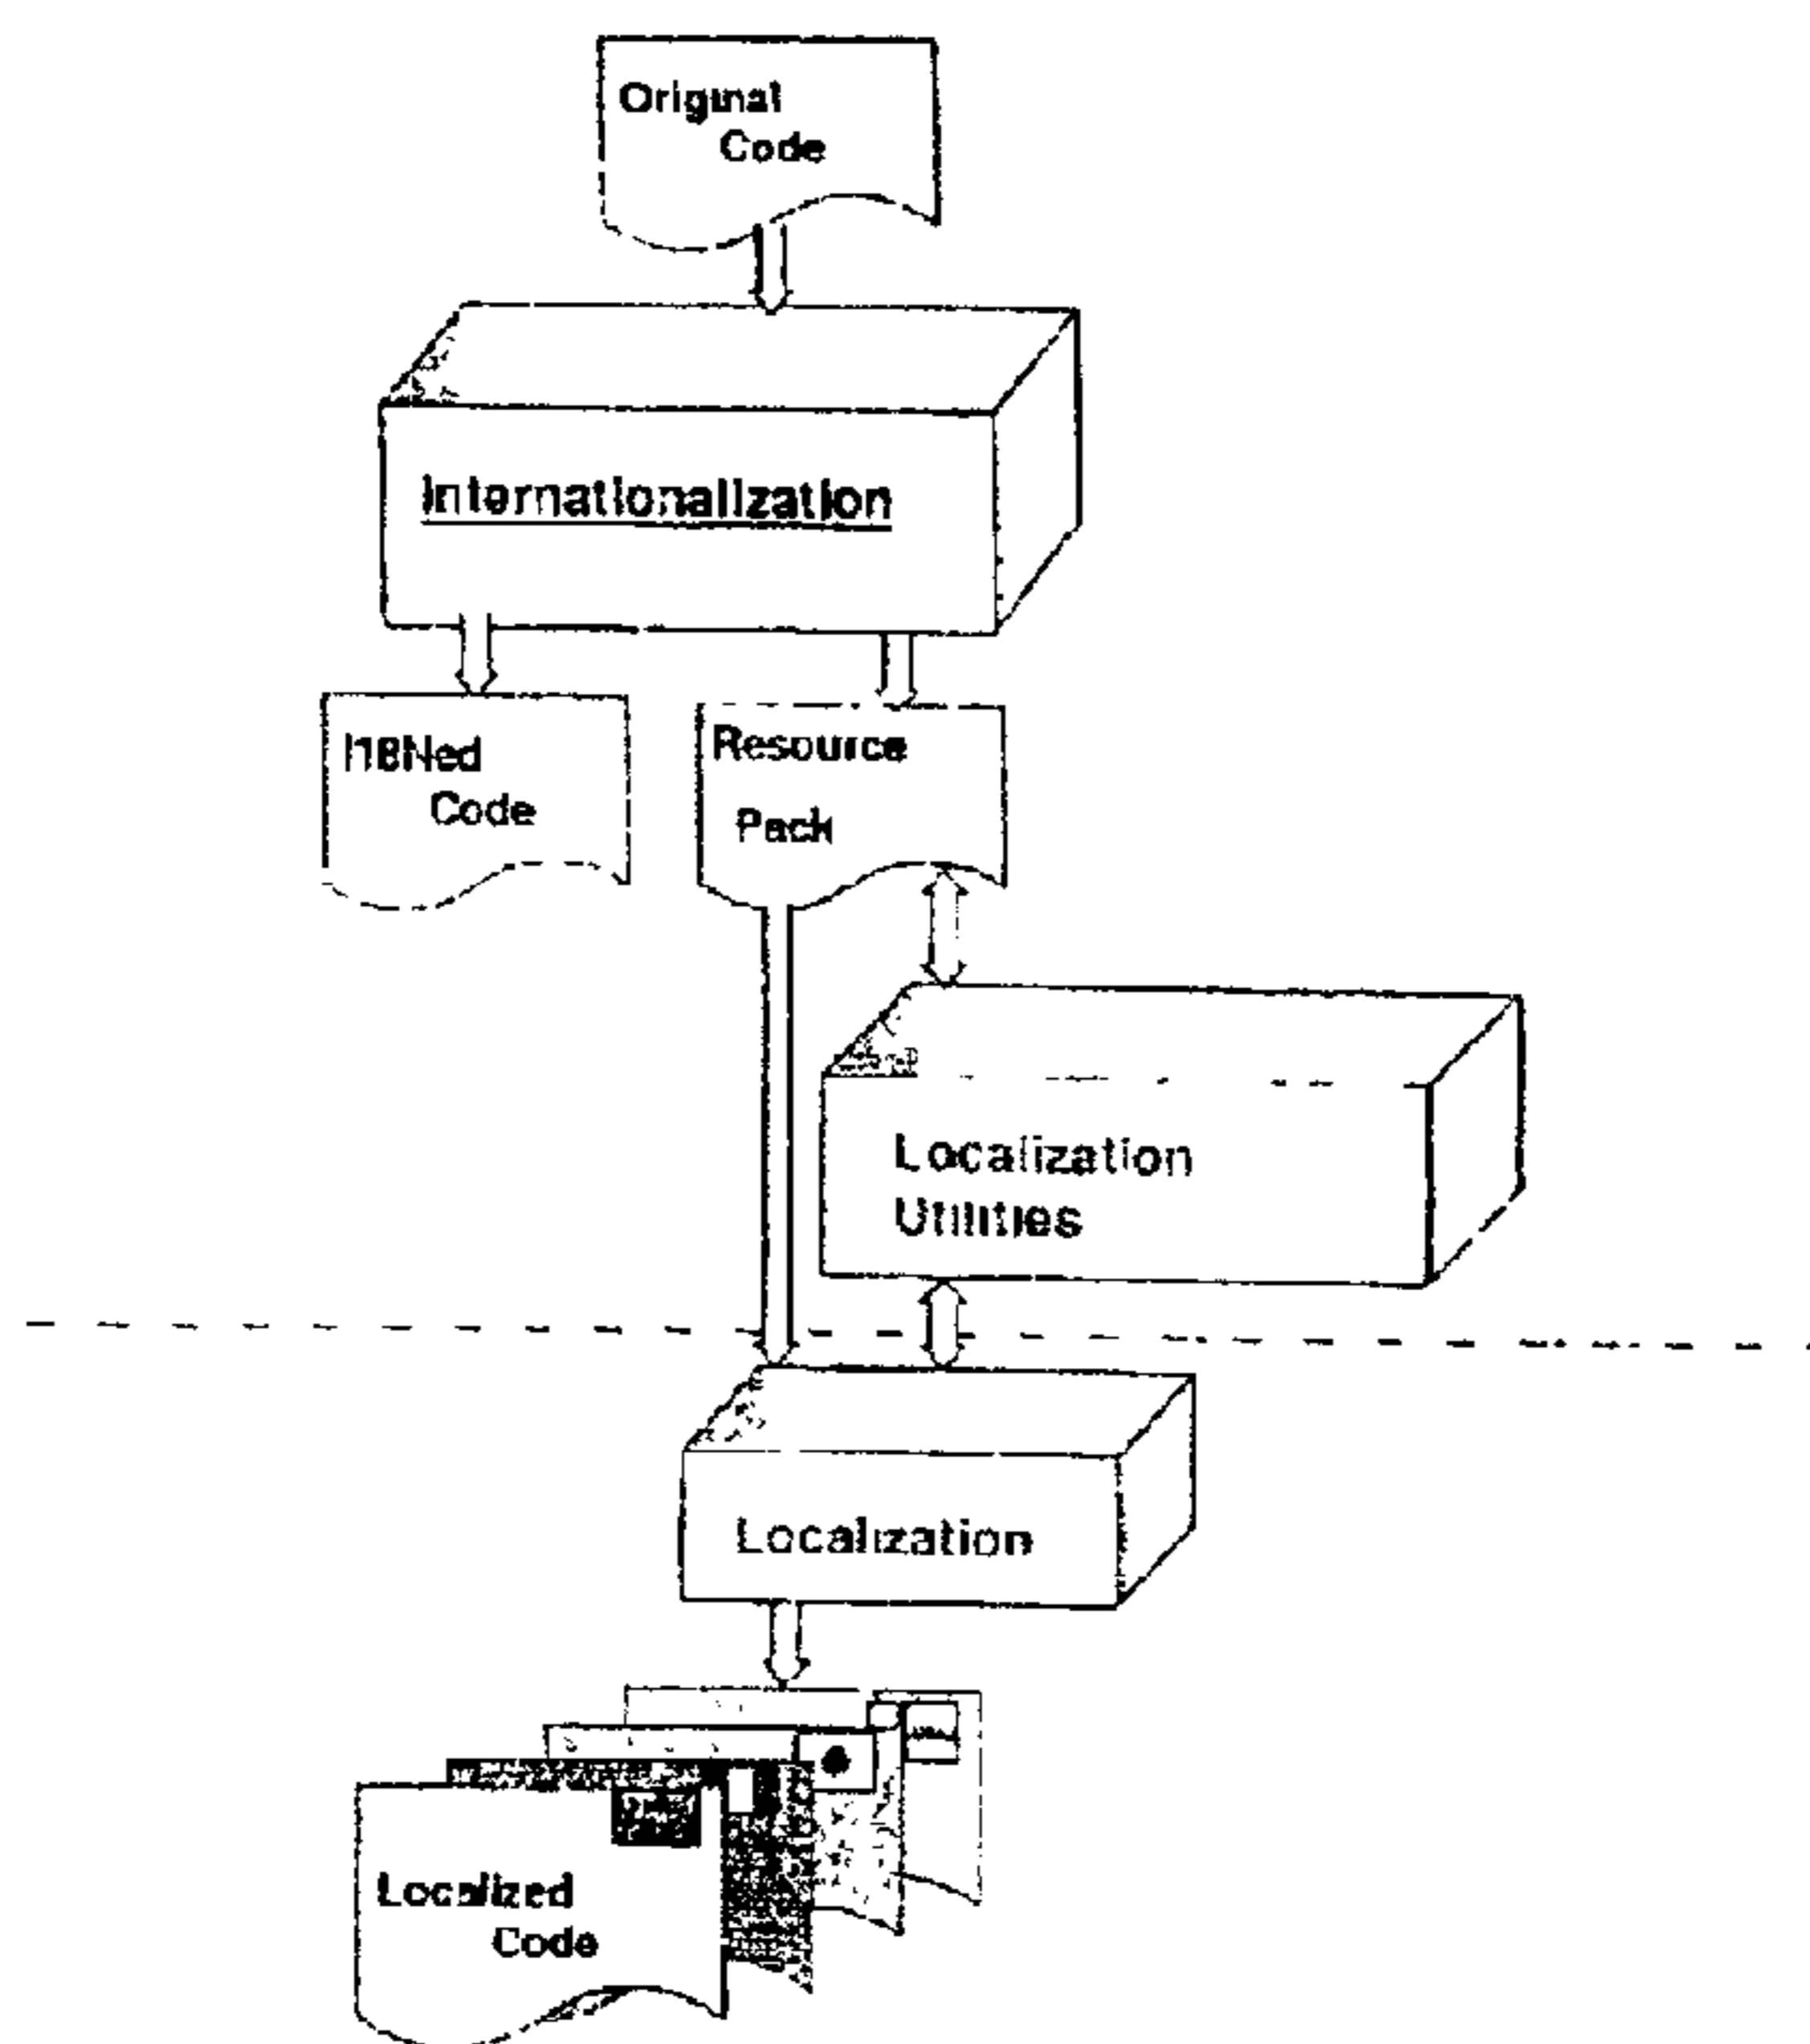 Original
Code
Internationalization
I18Ned
Code
Resource
Pack
Localization
Utilities
Localization
Localized
Code